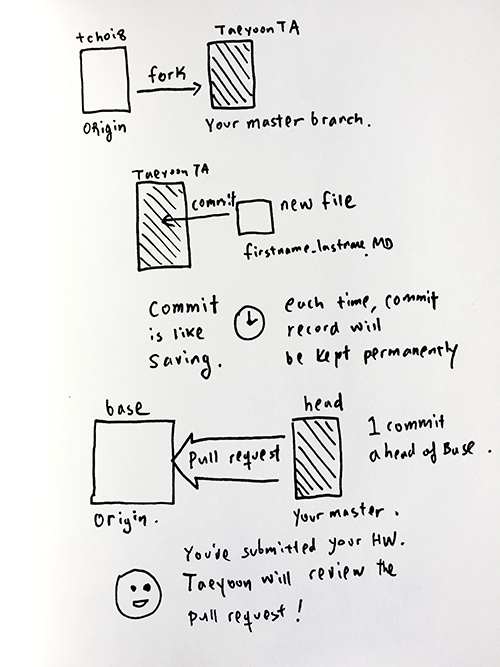 tchoi8
Taeyoon TA
fork
Origin
Your master branch.
Taeyoon TA
commit
new file
firstname_lastname.MD
Commit
is like
saving.
each time, commit
record will
be kept permanently
base
head
pull request
1 commit
ahead of Base.
Origin.
Your master.
You've submitted your HW.
Taeyoon will review the
pull request!